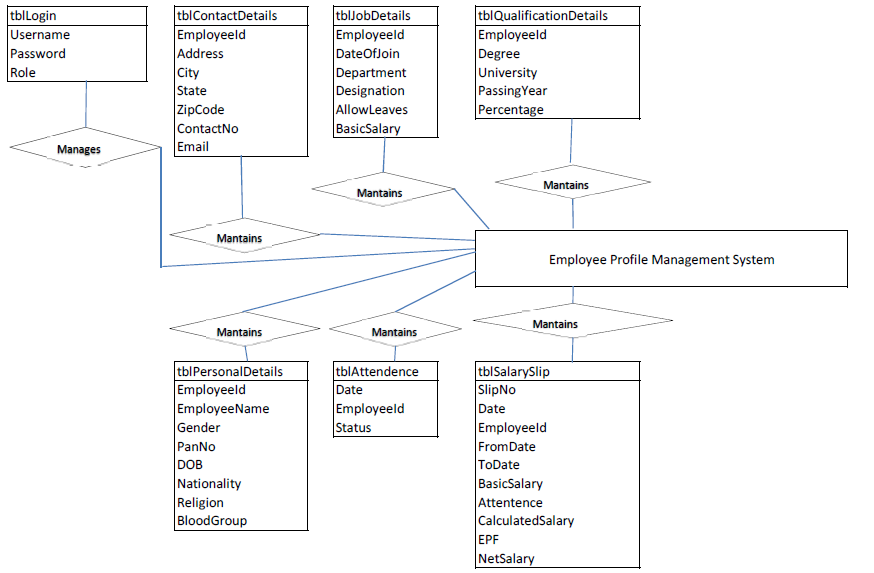 tblLogin
Username
Password
Role
tblContactDetails
EmployeeId
Address
City
State
ZipCode
ContactNo
Email
tblJobDetails
EmployeeId
DateOfJoin
Department
Designation
AllowLeaves
BasicSalary
tblQualificationDetails
EmployeeId
Degree
University
PassingYear
Percentage
Manages
Mantains
Mantains
Mantains
Employee Profile Management System
Mantains
Mantains
Mantains
tblPersonalDetails
EmployeeId
EmployeeName
Gender
PanNo
DOB
Nationality
Religion
BloodGroup
tblAttendence
Date
EmployeeId
Status
tblSalarySlip
SlipNo
Date
EmployeeId
FromDate
ToDate
BasicSalary
Attentence
CalculatedSalary
EPF
NetSalary